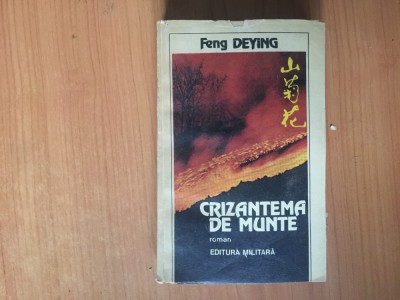 Feng DEYING
山菊花
CRIZANTEMA
DE MUNTE
roman
EDITURA MILITARĂ